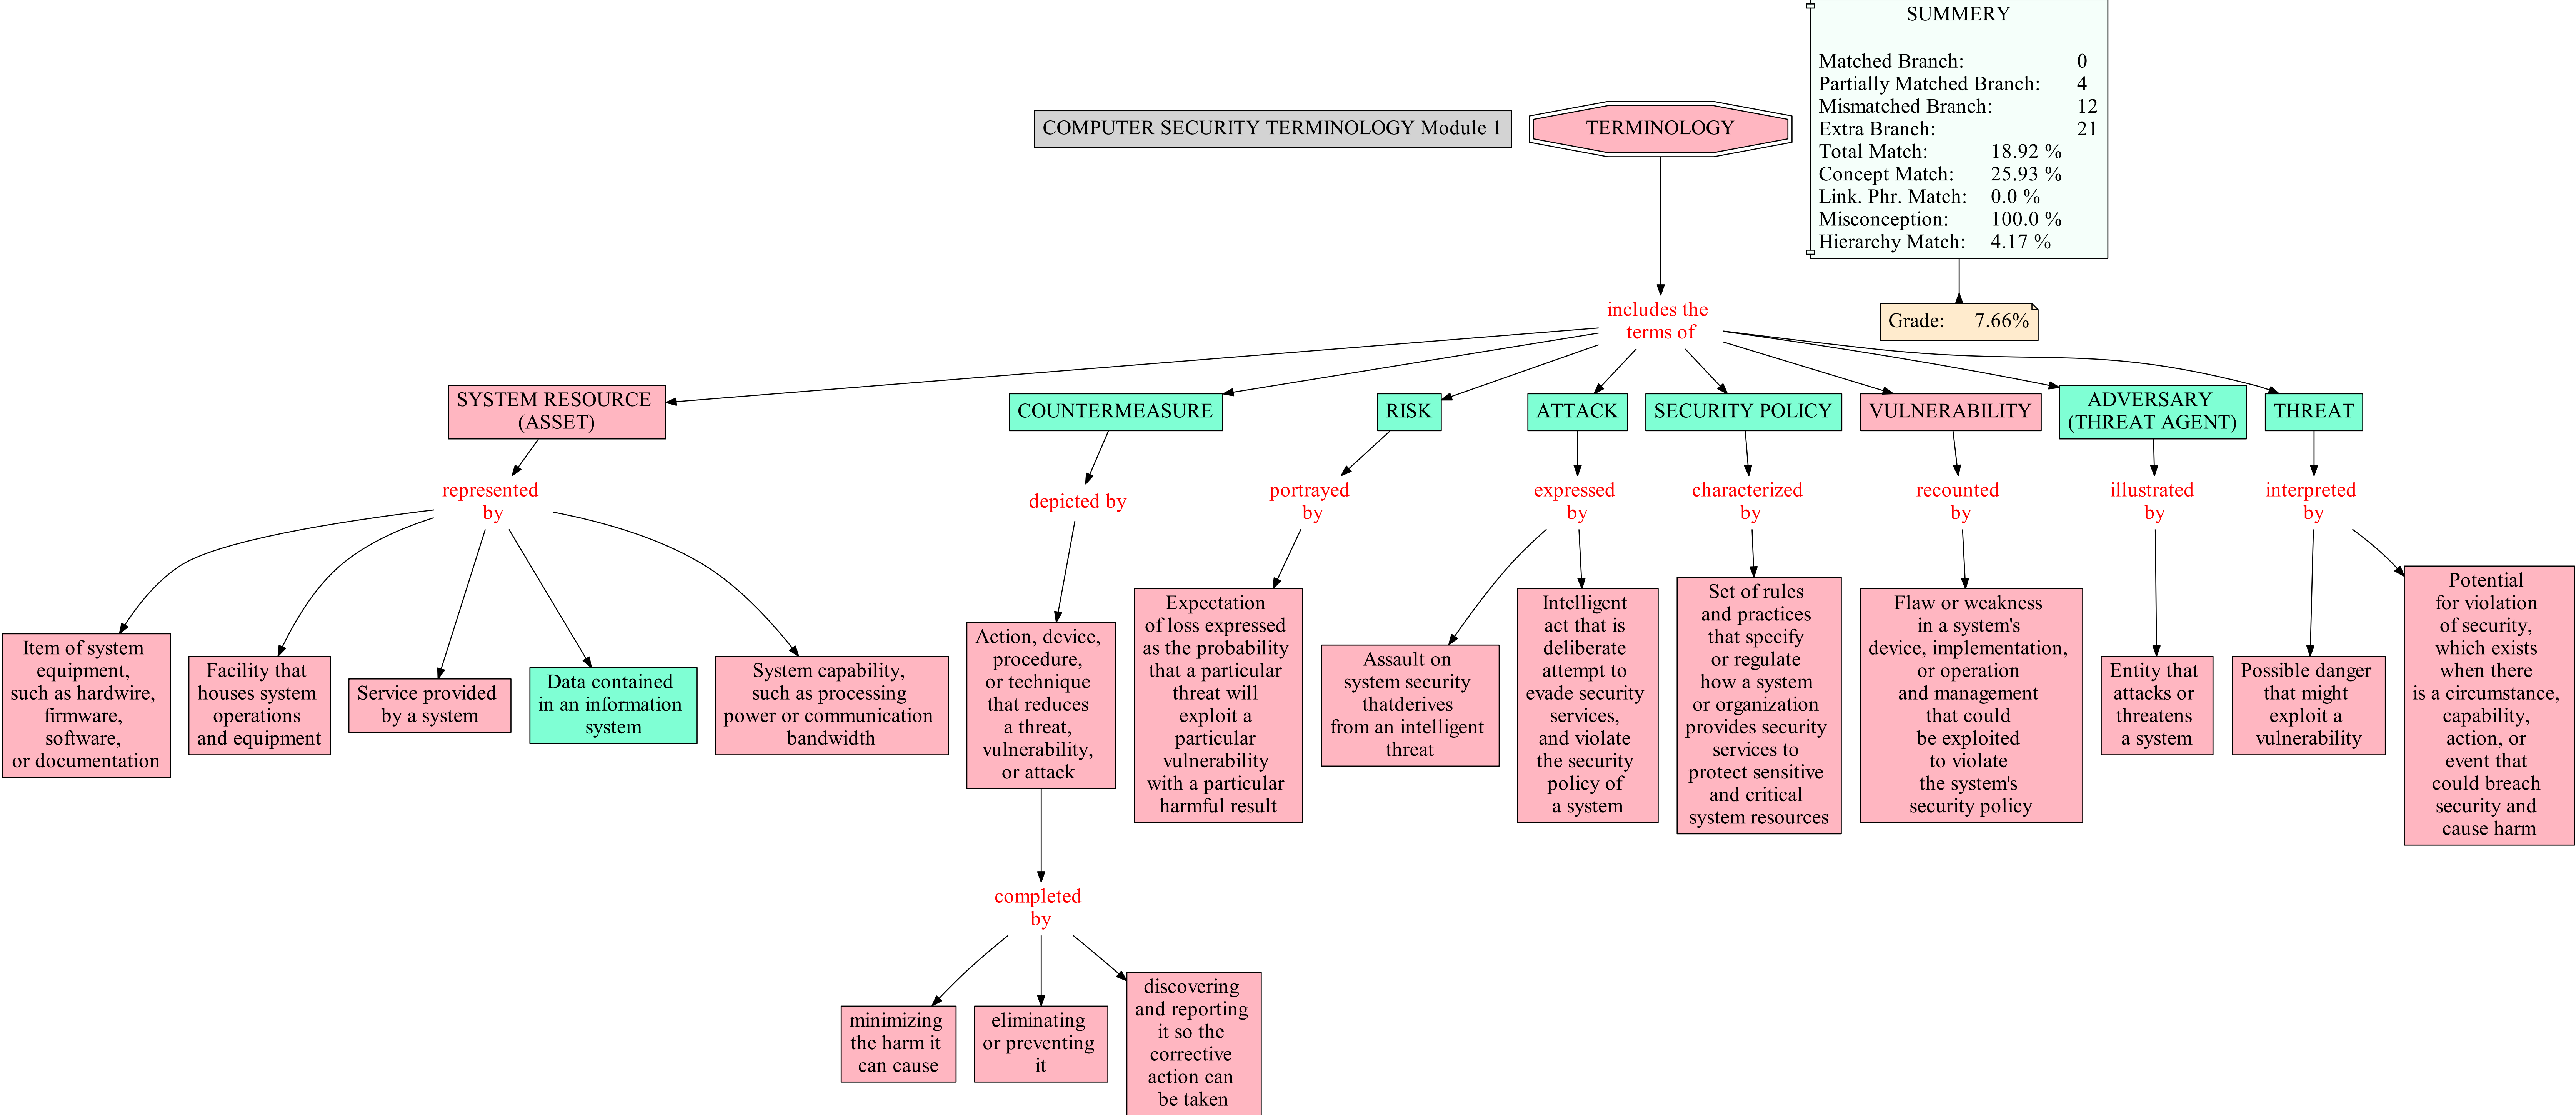 SUMMERY
Matched Branch: 0
Partially Matched Branch: 4
Mismatched Branch: 12
Extra Branch: 21
Total Match: 18.92 %
Concept Match: 25.93 %
Link. Phr. Match: 0.0 %
Misconception: 100.0 %
Hierarchy Match: 4.17 %
COMPUTER SECURITY TERMINOLOGY Module 1
TERMINOLOGY
Grade: 7.66%
includes the
terms of
SYSTEM RESOURCE
(ASSET)
COUNTERMEASURE
RISK
ATTACK
SECURITY POLICY
VULNERABILITY
ADVERSARY
(THREAT AGENT)
THREAT
represented
by
depicted by
portrayed
by
expressed
by
characterized
by
recounted
by
illustrated
by
interpreted
by
Item of system
equipment,
such as hardwire,
firmware,
software,
or documentation
Facility that
houses system
operations
and equipment
Service provided
by a system
Data contained
in an information
system
System capability,
such as processing
power or communication
bandwidth
Action, device,
procedure,
or technique
that reduces
a threat,
vulnerability,
or attack
Expectation
of loss expressed
as the probability
that a particular
threat will
exploit a
particular
vulnerability
with a particular
harmful result
Assault on
system security
thatderives
from an intelligent
threat
Intelligent
act that is
deliberate
attempt to
evade security
services,
and violate
the security
policy of
a system
Set of rules
and practices
that specify
or regulate
how a system
or organization
provides security
services to
protect sensitive
and critical
system resources
Flaw or weakness
in a system's
device, implementation,
or operation
and management
that could
be exploited
to violate
the system's
security policy
Entity that
attacks or
threatens
a system
Possible danger
that might
exploit a
vulnerability
Potential
for violation
of security,
which exists
when there
is a circumstance,
capability,
action, or
event that
could breach
security and
cause harm
completed
by
minimizing
the harm it
can cause
eliminating
or preventing
it
discovering
and reporting
it so the
corrective
action can
be taken